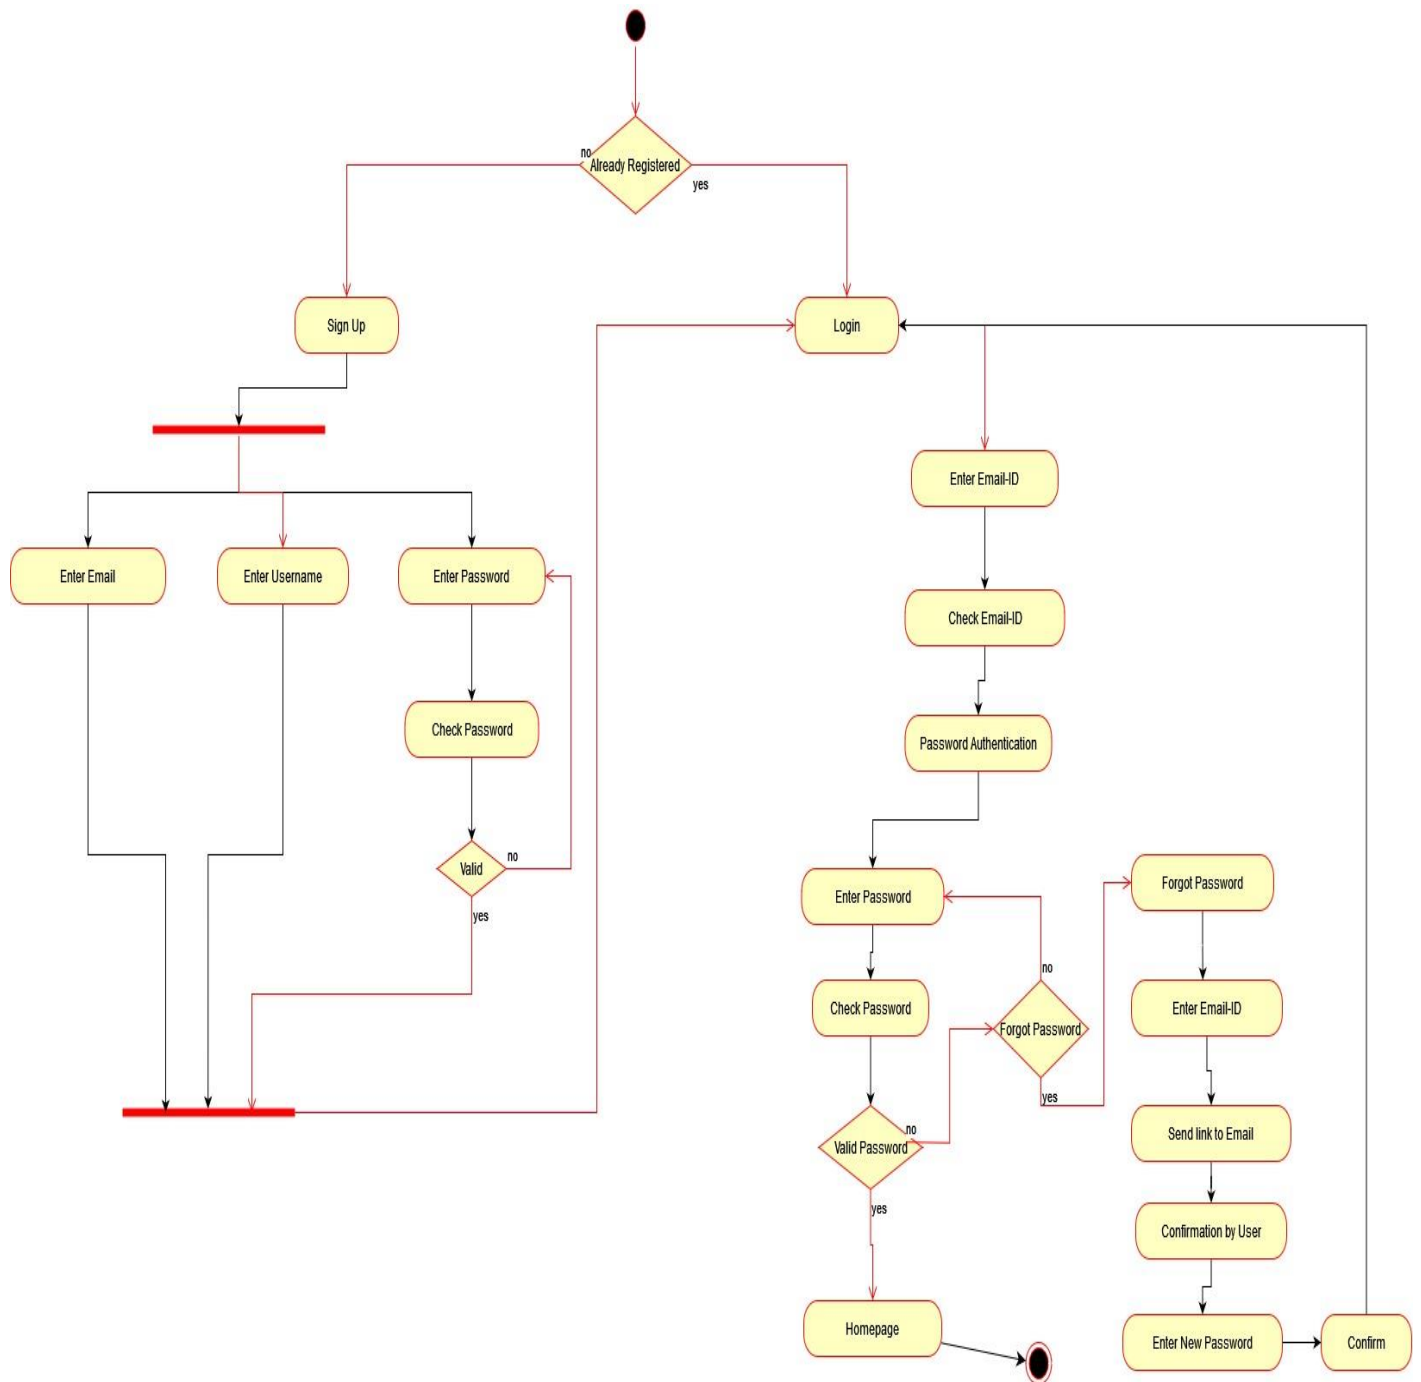 no
Already Registered
yes
Sign Up
Login
Enter Email-ID
Enter Email
Enter Username
Enter Password
Check Email-ID
Check Password
Password Authentication
Valid
no
yes
Enter Password
Forgot Password
no
Check Password
Forgot Password
Enter Email-ID
yes
no
Valid Password
Send link to Email
yes
Confirmation by User
Homepage
Enter New Password
Confirm